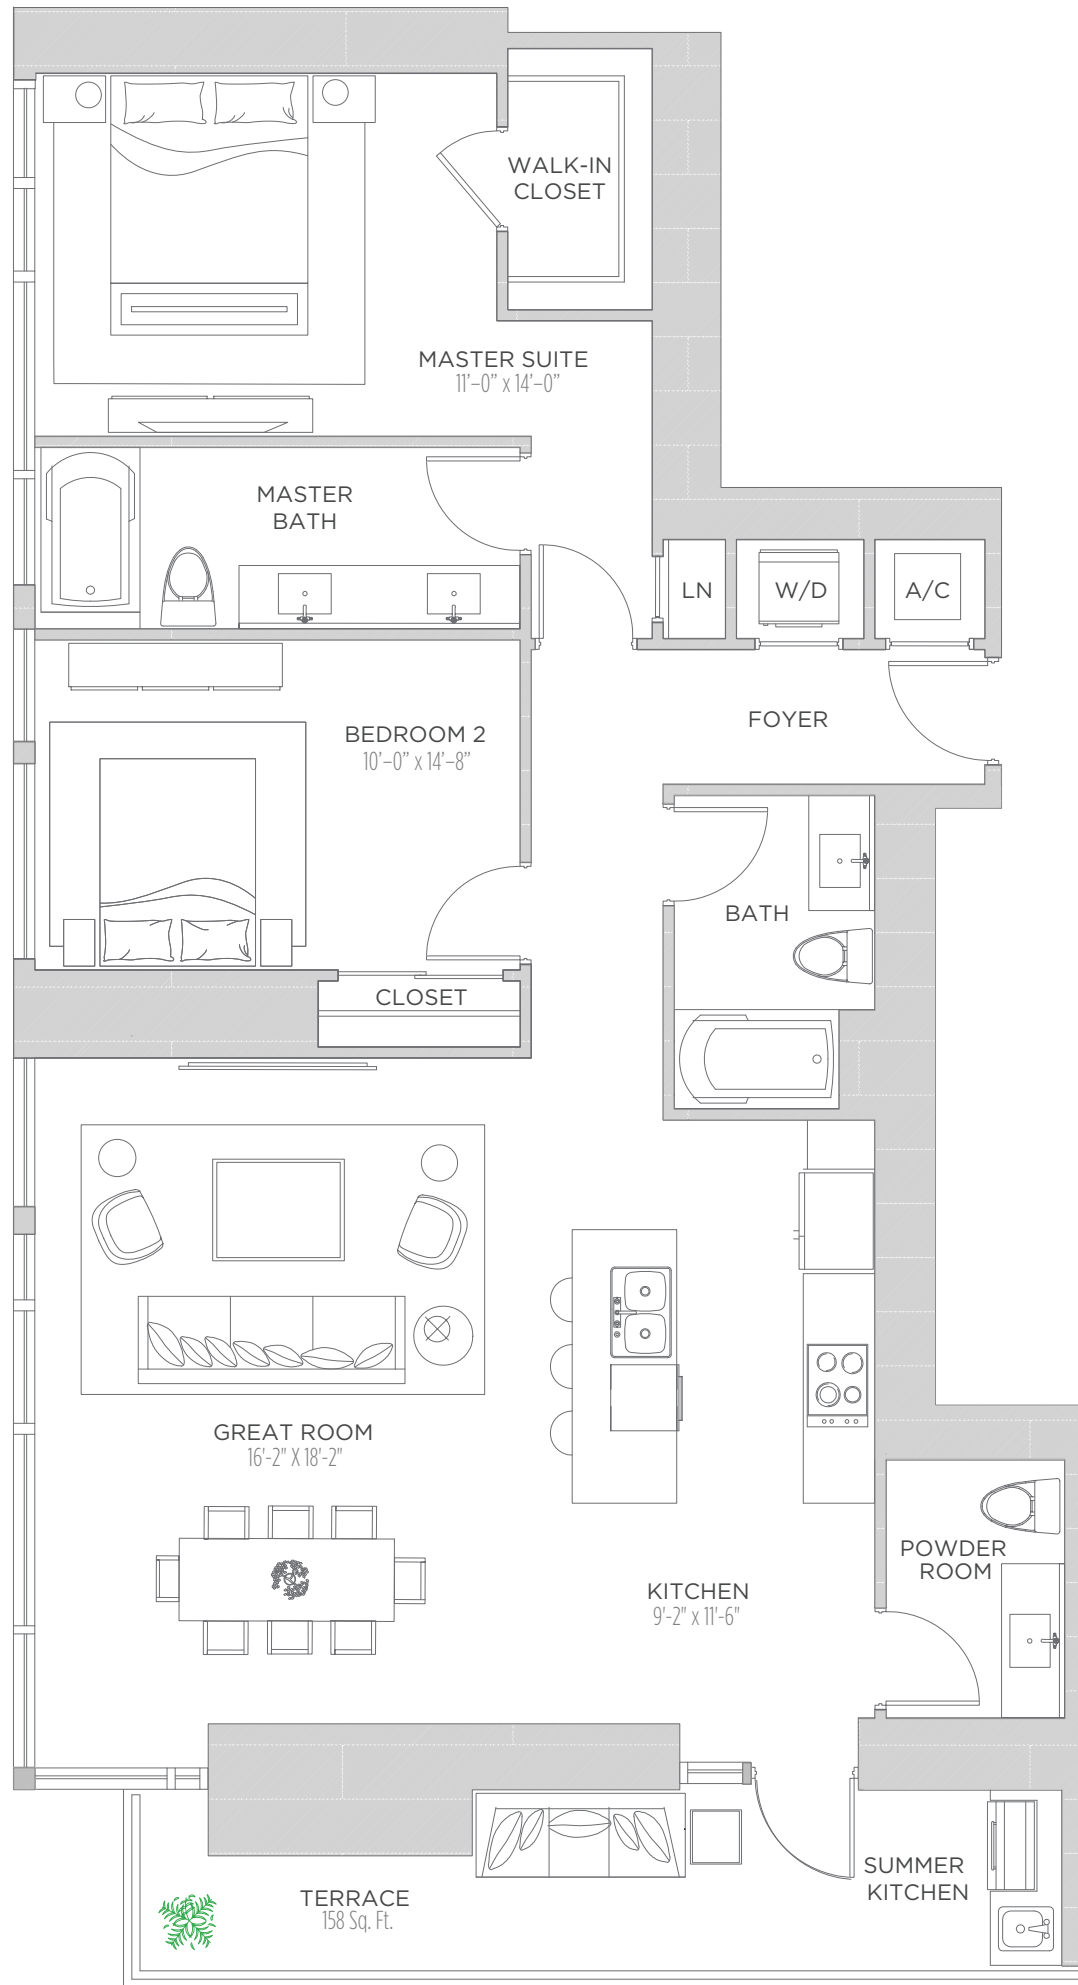 WALK-IN
CLOSET
MASTER SUITE
11’–0” x 14’–0”
MASTER
BATH
LN
W/D
A/C
FOYER
BEDROOM 2
10’–0” x 14’–8”
BATH
CLOSET
GREAT ROOM
16'-2" X 18'-2"
POWDER
ROOM
KITCHEN
9'-2" x 11'-6"
SUMMER
KITCHEN
TERRACE
158 Sq. Ft.